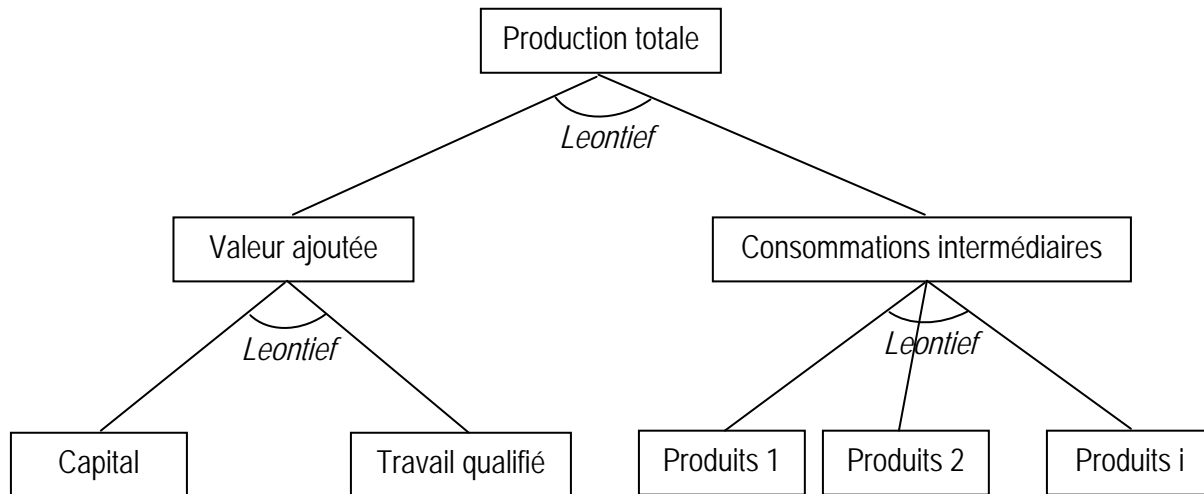 Production totale
Leontief
Valeur ajoutée
Consommations intermédiaires
Leontief
Leontief
Capital
Travail qualifié
Produits 1
Produits 2
Produits i